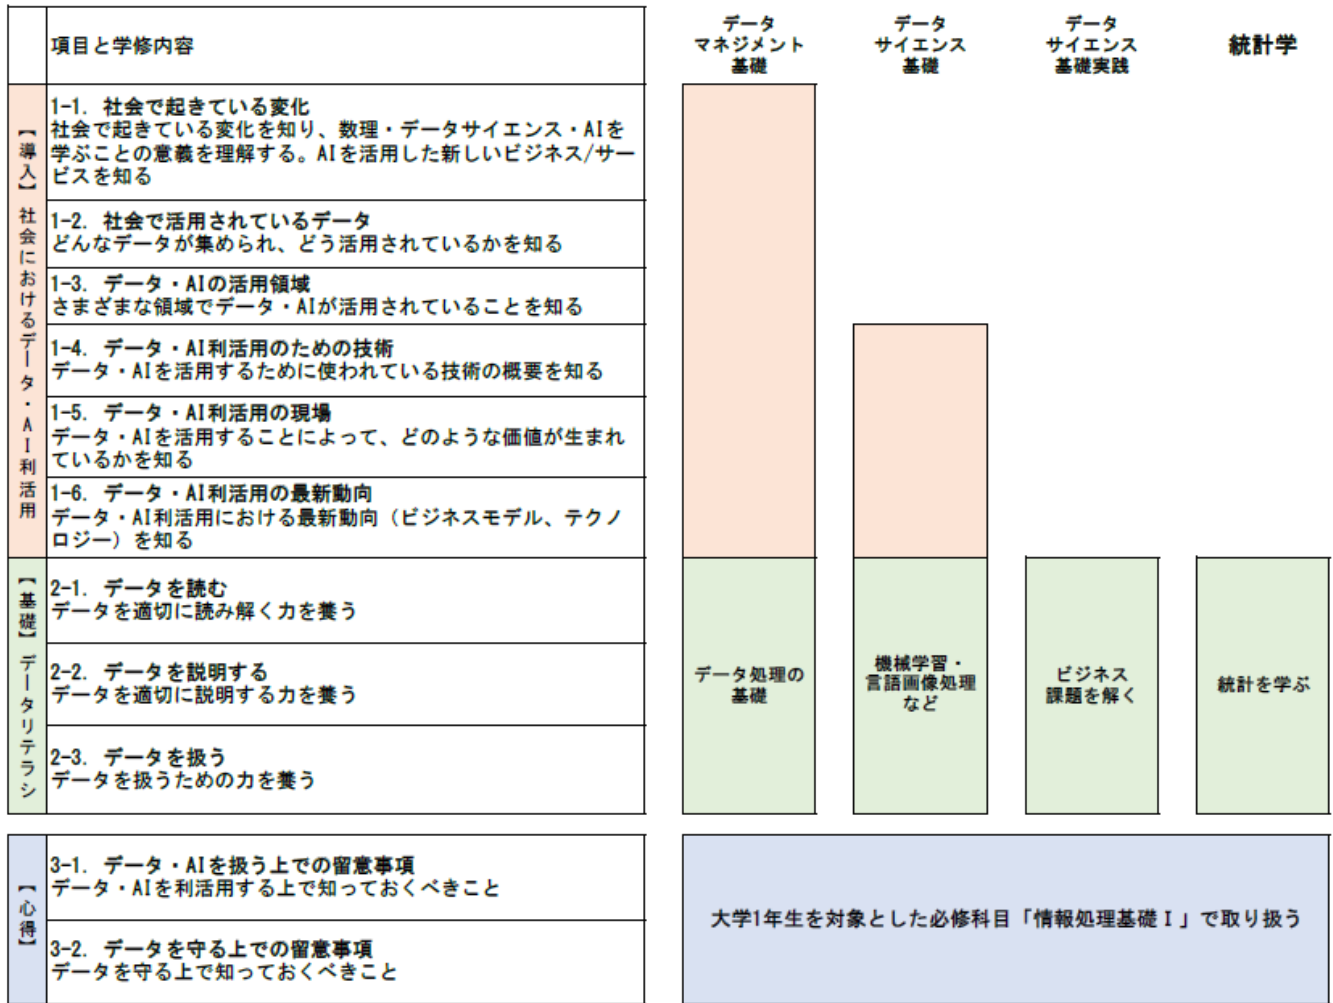 項目と学修内容
データ
マネジメント
基礎
データ
サイエンス
基礎
データ
サイエンス
基礎実践
統計学
【導入】 社会におけるデータ・AI利活用
1-1. 社会で起きている変化
社会で起きている変化を知り、数理・データサイエンス・AIを
学ぶことの意義を理解する。AIを活用した新しいビジネス/サー
ビスを知る
1-2. 社会で活用されているデータ
どんなデータが集められ、どう活用されているかを知る
1-3. データ・AIの活用領域
さまざまな領域でデータ・AIが活用されていることを知る
1-4. データ・AI利活用のための技術
データ・AIを活用するために使われている技術の概要を知る
1-5. データ・AI利活用の現場
データ・AIを活用することによって、どのような価値が生まれ
ているかを知る
1-6. データ・AI利活用の最新動向
データ・AI利活用における最新動向（ビジネスモデル、テクノ
ロジー）を知る
【基礎】 データリテラシ
2-1. データを読む
データを適切に読み解く力を養う
2-2. データを説明する
データを適切に説明する力を養う
2-3. データを扱う
データを扱うための力を養う
データ処理の
基礎
機械学習・
言語画像処理
など
ビジネス
課題を解く
統計を学ぶ
【心得】
3-1. データ・AIを扱う上での留意事項
データ・AIを利活用する上で知っておくべきこと
3-2. データを守る上での留意事項
データを守る上で知っておくべきこと
大学1年生を対象とした必修科目「情報処理基礎Ⅰ」で取り扱う